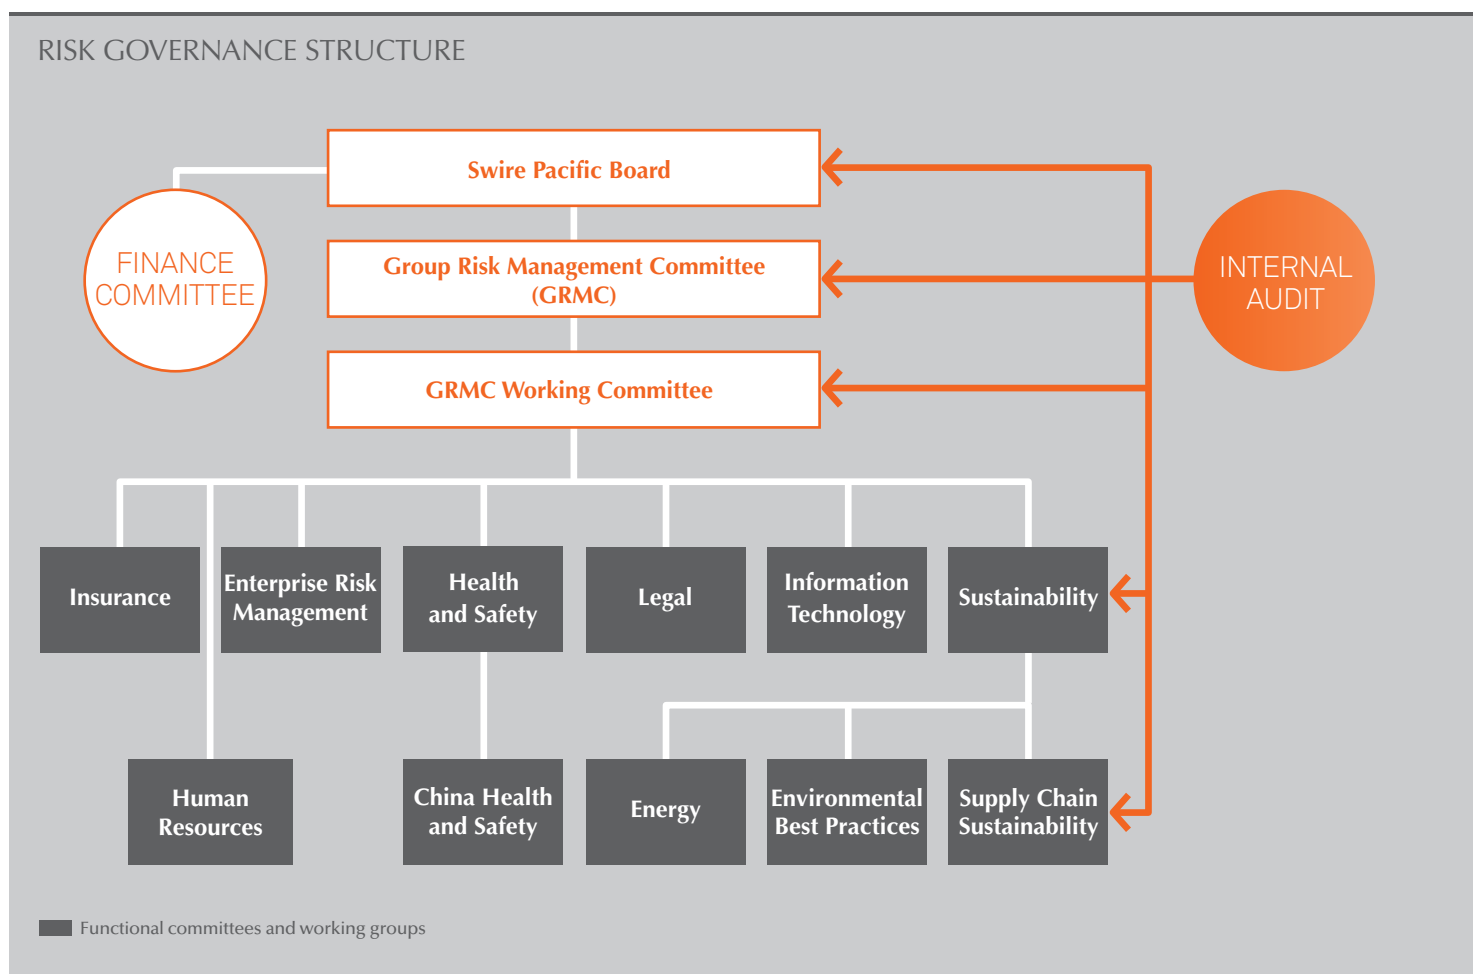 RISK GOVERNANCE STRUCTURE
Swire Pacific Board
FINANCE
COMMITTEE
Group Risk Management Committee
(GRMC)
INTERNAL
AUDIT
GRMC Working Committee
Insurance
Enterprise Risk
Management
Health
and Safety
Legal
Information
Technology
Sustainability
Human
Resources
China Health
and Safety
Energy
Environmental
Best Practices
Supply Chain
Sustainability
Functional committees and working groups